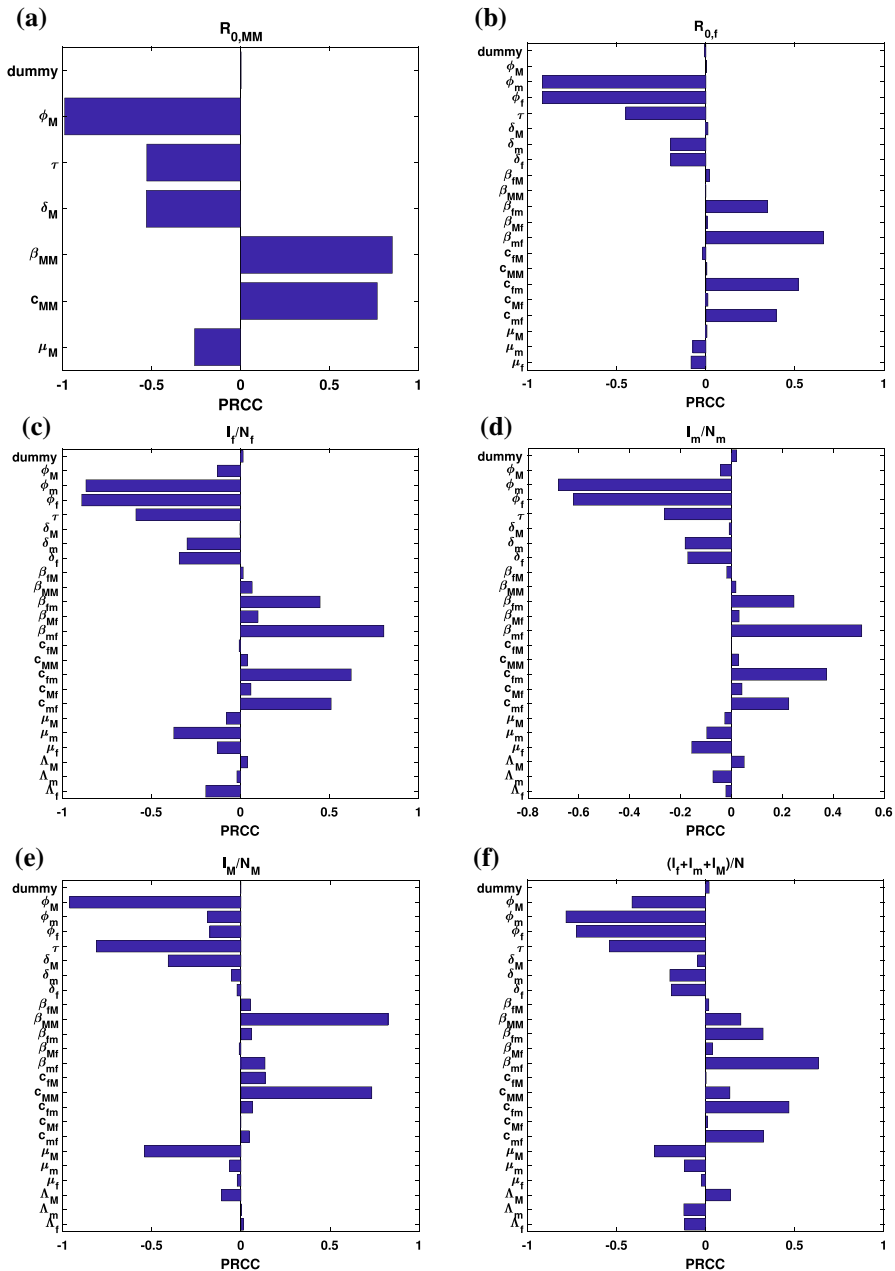 (a)
R0,MM
dummy
ϕM
τ
δM
βMM
cMM
μM
-1 -0.5 0 0.5 1
PRCC
(b)
R0,f
dummy
ϕM
ϕm
ϕf
τ
δM
δm
δf
βfM
βMM
βfm
βMf
βmf
cfM
cMM
cfm
cMf
cmf
μM
μm
μf
-1 -0.5 0 0.5 1
PRCC
(c)
If/Nf
dummy
ϕM
ϕm
ϕf
τ
δM
δm
δf
βfM
βMM
βfm
βMf
βmf
cfM
cMM
cfm
cMf
cmf
μM
μm
μf
ΛM
Λm
Λf
-1 -0.5 0 0.5 1
PRCC
(d)
Im/Nm
dummy
ϕM
ϕm
ϕf
τ
δM
δm
δf
βfM
βMM
βfm
βMf
βmf
cfM
cMM
cfm
cMf
cmf
μM
μm
μf
ΛM
Λm
Λf
-0.8 -0.6 -0.4 -0.2 0 0.2 0.4 0.6
PRCC
(e)
IM/NM
dummy
ϕM
ϕm
ϕf
τ
δM
δm
δf
βfM
βMM
βfm
βMf
βmf
cfM
cMM
cfm
cMf
cmf
μM
μm
μf
ΛM
Λm
Λf
-1 -0.5 0 0.5 1
PRCC
(f)
(If+Im+IM)/N
dummy
ϕM
ϕm
ϕf
τ
δM
δm
δf
βfM
βMM
βfm
βMf
βmf
cfM
cMM
cfm
cMf
cmf
μM
μm
μf
ΛM
Λm
Λf
-1 -0.5 0 0.5 1
PRCC